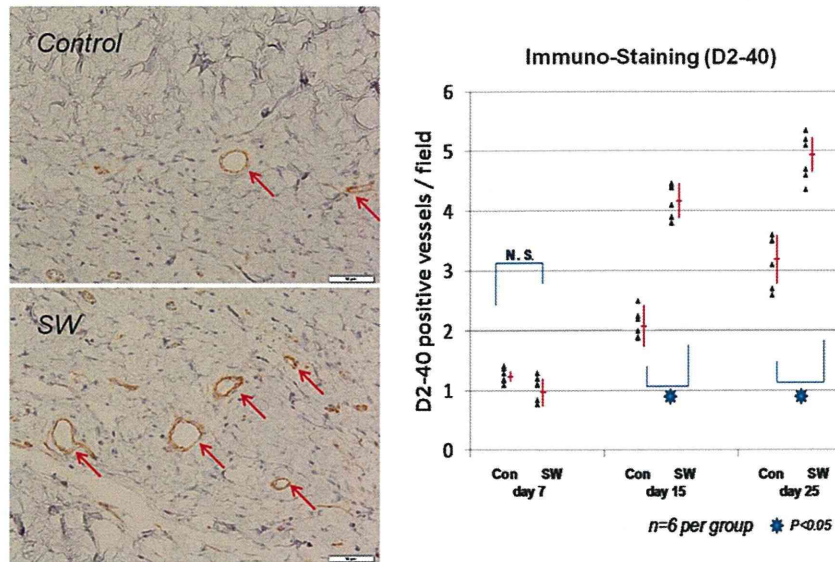 Control
SW
Immuno-Staining (D2-40)
D2-40 positive vessels / field
6
5
4
3
2
1
0
N. S.
Con SW Con SW Con SW
day 7 day 15 day 25
n=6 per group P<0.05